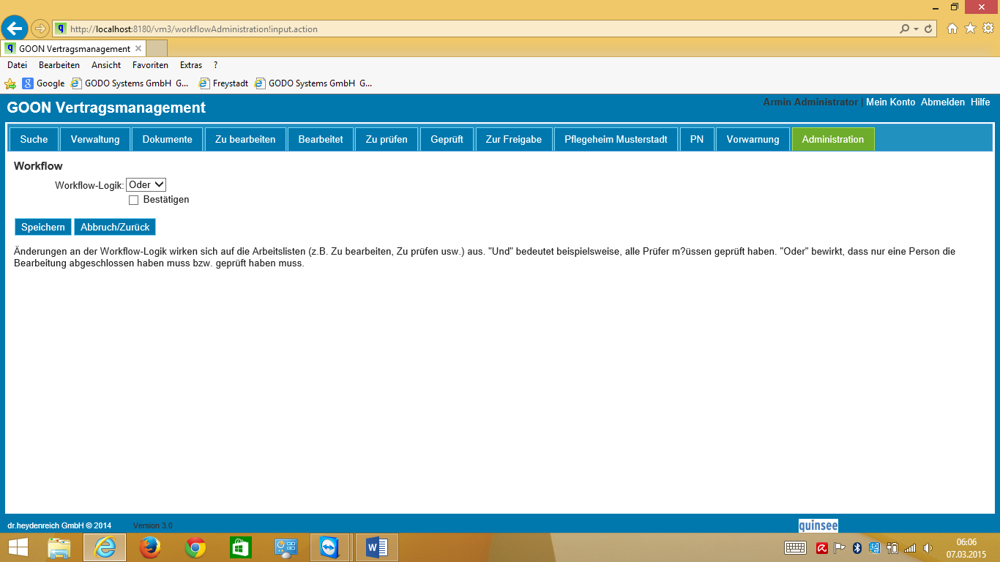 http://localhost:8180/vm3/workflowAdministration!input.action
GOON Vertragsmanagement
Datei Bearbeiten Ansicht Favoriten Extras ?
Google GODO Systems GmbH G... Freystadt GODO Systems GmbH G...
GOON Vertragsmanagement
Armin Administrator | Mein Konto Abmelden Hilfe
Suche Verwaltung Dokumente Zu bearbeiten Bearbeitet Zu prüfen Geprüft Zur Freigabe Pflegeheim Musterstadt PN Vorwarnung Administration
Workflow
Workflow-Logik: Oder
Bestätigen
Speichern Abbruch/Zurück
Änderungen an der Workflow-Logik wirken sich auf die Arbeitslisten (z.B. Zu bearbeiten, Zu prüfen usw.) aus. "Und" bedeutet beispielsweise, alle Prüfer m?üssen geprüft haben. "Oder" bewirkt, dass nur eine Person die
Bearbeitung abgeschlossen haben muss bzw. geprüft haben muss.
dr.heydenreich GmbH © 2014 Version 3.0 quinsee
06:06
07.03.2015